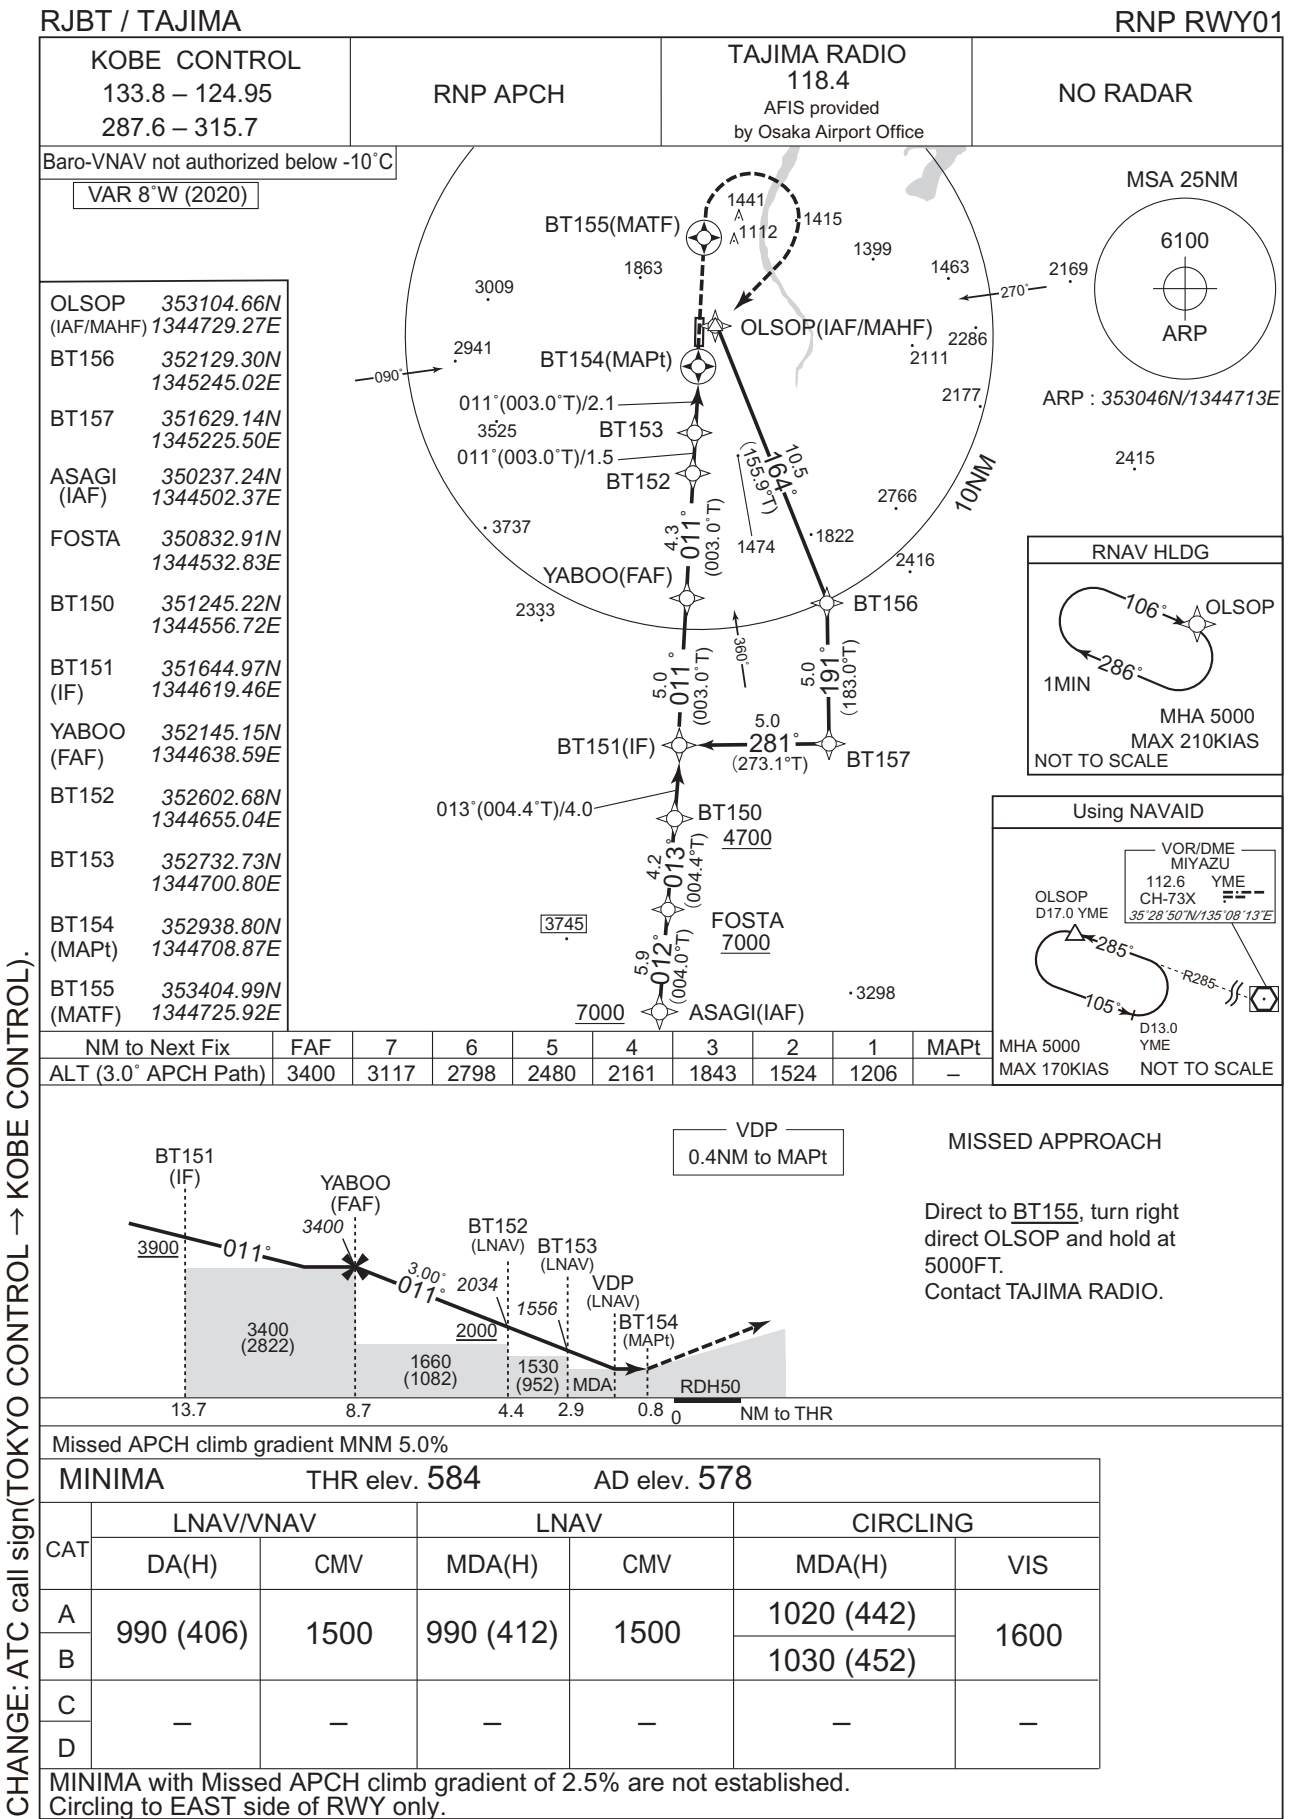 RJBT / TAJIMA
RNP RWY01
KOBE CONTROL
133.8 – 124.95
287.6 – 315.7
RNP APCH
TAJIMA RADIO
118.4
AFIS provided
by Osaka Airport Office
NO RADAR
Baro-VNAV not authorized below -10˚C
VAR 8˚W (2020)
OLSOP 353104.66N
(IAF/MAHF) 1344729.27E
BT156 352129.30N
1345245.02E
BT157 351629.14N
1345225.50E
ASAGI 350237.24N
(IAF) 1344502.37E
FOSTA 350832.91N
1344532.83E
BT150 351245.22N
1344556.72E
BT151 351644.97N
(IF) 1344619.46E
YABOO 352145.15N
(FAF) 1344638.59E
BT152 352602.68N
1344655.04E
BT153 352732.73N
1344700.80E
BT154 352938.80N
(MAPt) 1344708.87E
BT155 353404.99N
(MATF) 1344725.92E
1441
BT155(MATF)
1112
1415
1399
1863
1463
2169
3009
270˚
OLSOP(IAF/MAHF)
2286
2941
BT154(MAPt)
2111
090˚
011˚(003.0˚T)/2.1
2177
3525
BT153
011˚(003.0˚T)/1.5
BT152
10.5
164˚
(155.9˚T)
10NM
2415
2766
3737
4.3
011˚
(003.0˚T)
1474
1822
YABOO(FAF)
2416
2333
BT156
360˚
5.0
011˚
(003.0˚T)
5.0
191˚
(183.0˚T)
5.0
BT151(IF)
281˚
(273.1°T)
BT157
013˚(004.4˚T)/4.0
BT150
4700
4.2
013˚
(004.4°T)
3745
FOSTA
7000
5.9
012˚
(004.0°T)
3298
7000
ASAGI(IAF)
MSA 25NM
6100
ARP
ARP : 353046N/1344713E
RNAV HLDG
106˚
OLSOP
286˚
1MIN
MHA 5000
MAX 210KIAS
NOT TO SCALE
Using NAVAID
VOR/DME
MIYAZU
112.6 YME
CH-73X
35˚28´50˝N/135˚08´13˝E
OLSOP
D17.0 YME
285˚
R285
105˚
D13.0
YME
MHA 5000
MAX 170KIAS
NOT TO SCALE
NM to Next Fix FAF 7 6 5 4 3 2 1 MAPt
ALT (3.0˚ APCH Path) 3400 3117 2798 2480 2161 1843 1524 1206 –
VDP
0.4NM to MAPt
BT151
(IF)
YABOO
(FAF)
3400
3900
011˚
BT152
(LNAV)
BT153
(LNAV)
VDP
(LNAV)
BT154
(MAPt)
3.00˚
011˚
2034
1556
2000
3400
(2822)
1660
(1082)
1530
(952)
MDA
RDH50
13.7 8.7 4.4 2.9 0.8 0 NM to THR
MISSED APPROACH
Direct to BT155, turn right
direct OLSOP and hold at
5000FT.
Contact TAJIMA RADIO.
Missed APCH climb gradient MNM 5.0%
MINIMA THR elev. 584 AD elev. 578
CAT LNAV/VNAV LNAV CIRCLING
DA(H) CMV MDA(H) CMV MDA(H) VIS
A 990 (406) 1500 990 (412) 1500 1020 (442) 1600
B 1030 (452)
C – – – – – –
D
MINIMA with Missed APCH climb gradient of 2.5% are not established.
Circling to EAST side of RWY only.
CHANGE: ATC call sign(TOKYO CONTROL → KOBE CONTROL).